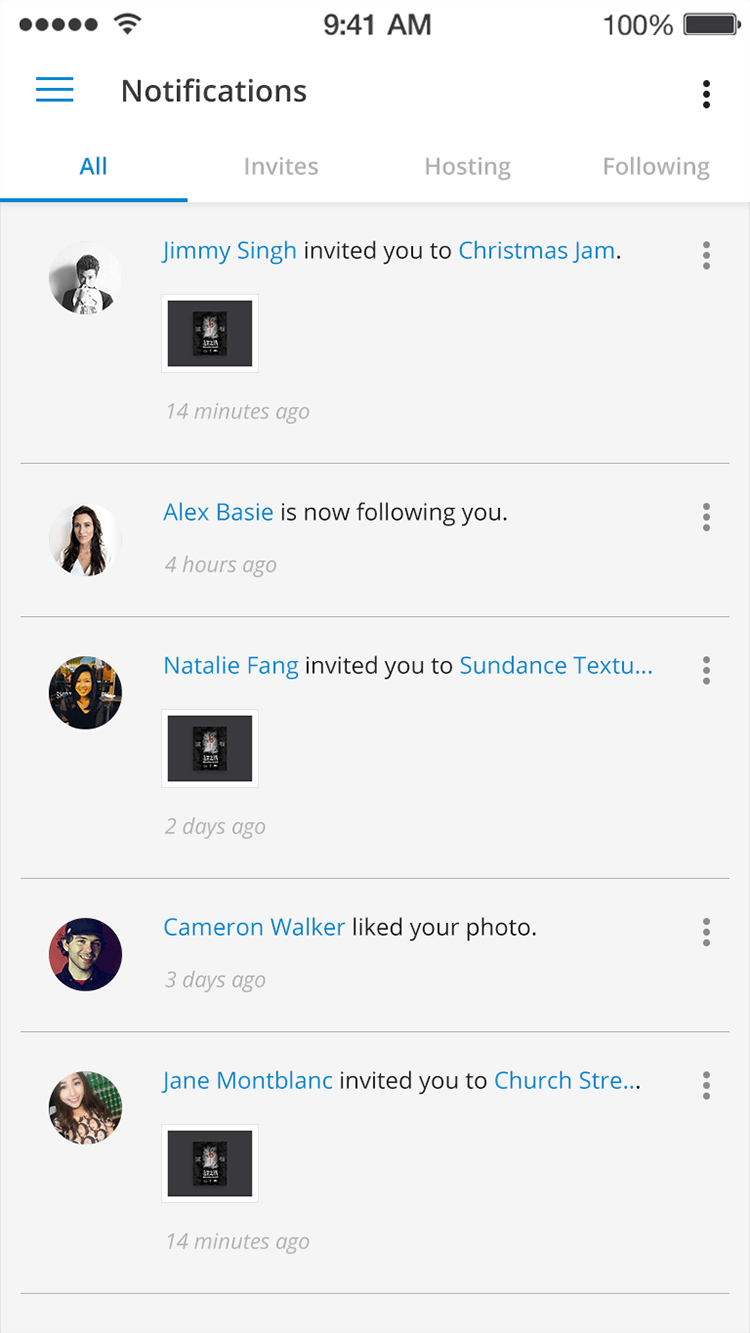 9:41 AM
100%
Notifications
All
Invites
Hosting
Following
Jimmy Singh invited you to Christmas Jam.
14 minutes ago
Alex Basie is now following you.
4 hours ago
Natalie Fang invited you to Sundance Textu...
2 days ago
Cameron Walker liked your photo.
3 days ago
Jane Montblanc invited you to Church Stre...
14 minutes ago